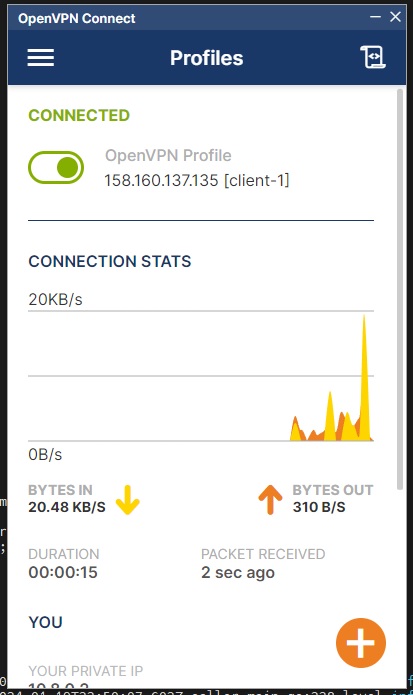 OpenVPN Connect
Profiles
CONNECTED
OpenVPN Profile
158.160.137.135 [client-1]
CONNECTION STATS
20KB/s
0B/s
BYTES IN
20.48 KB/S
BYTES OUT
310 B/S
DURATION
00:00:15
PACKET RECEIVED
2 sec ago
YOU
YOUR PRIVATE IP